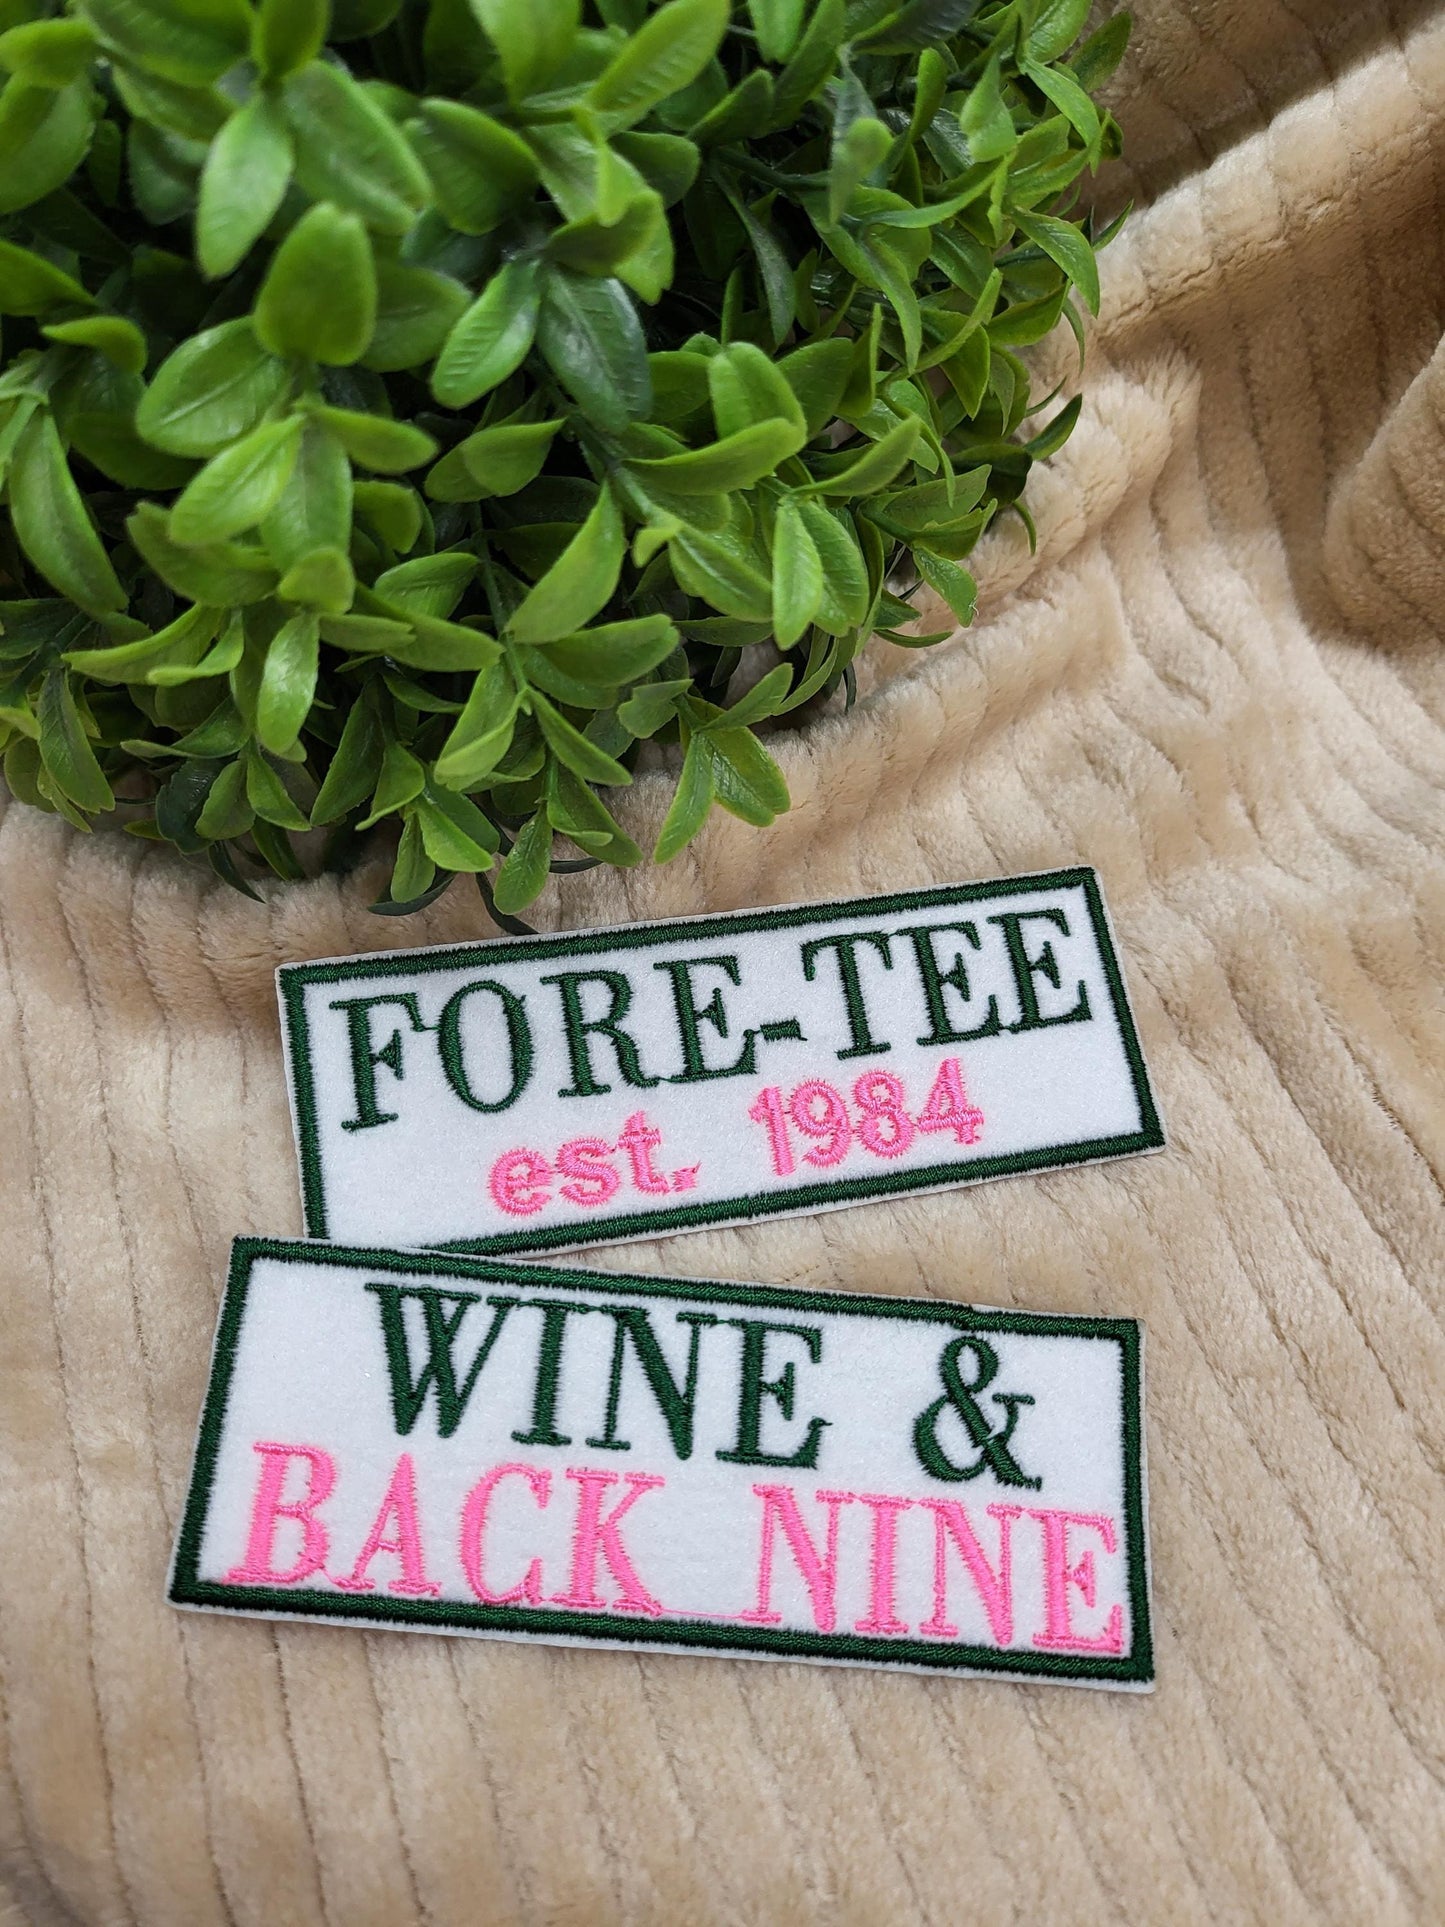 FORE-TEE
est. 1984
WINE &
BACK NINE